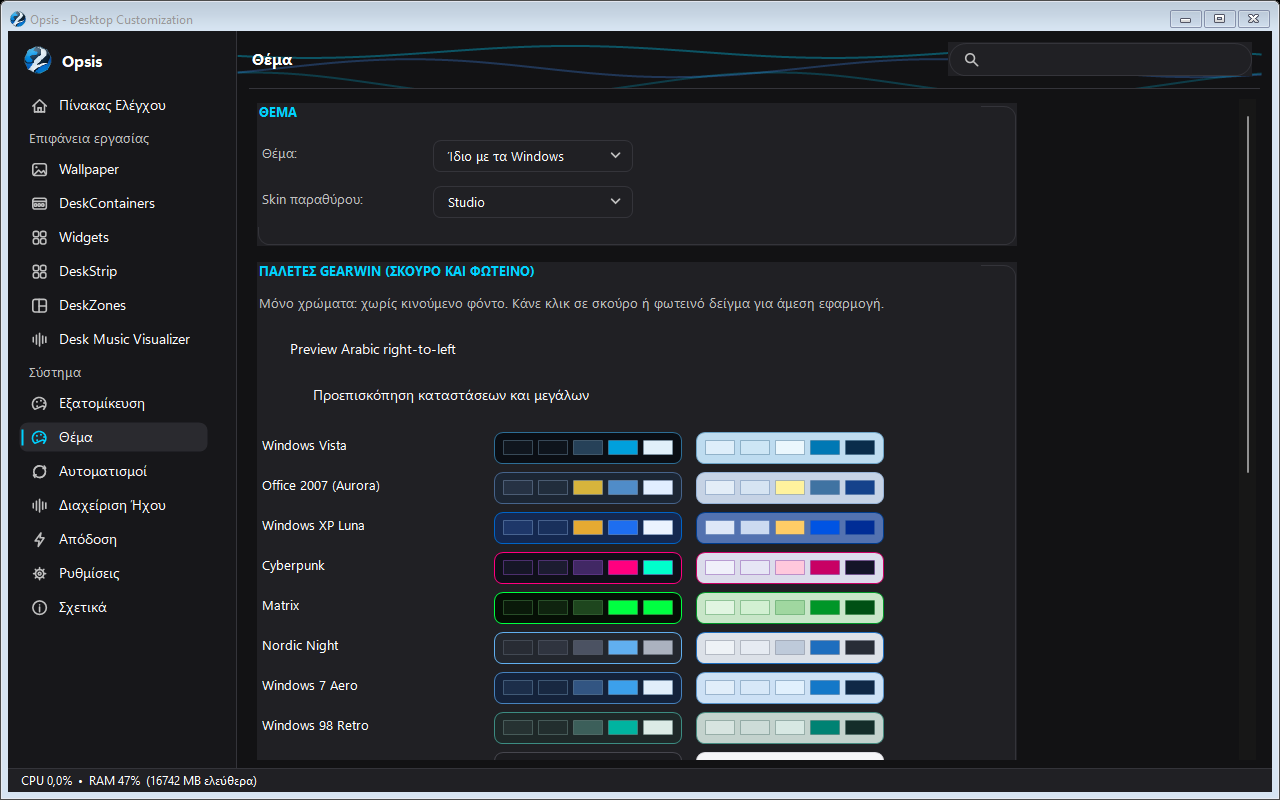 Opsis - Desktop Customization
Opsis
Πίνακας Ελέγχου
Επιφάνεια εργασίας
Wallpaper
DeskContainers
Widgets
DeskStrip
DeskZones
Desk Music Visualizer
Σύστημα
Εξατομίκευση
Θέμα
Αυτοματισμοί
Διαχείριση Ήχου
Απόδοση
Ρυθμίσεις
Σχετικά
Θέμα
ΘΕΜΑ
Θέμα:
Ίδιο με τα Windows
Skin παραθύρου:
Studio
ΠΑΛΕΤΕΣ GEARWIN (ΣΚΟΥΡΟ ΚΑΙ ΦΩΤΕΙΝΟ)
Μόνο χρώματα: χωρίς κινούμενο φόντο. Κάνε κλικ σε σκούρο ή φωτεινό δείγμα για άμεση εφαρμογή.
Preview Arabic right-to-left
Προεπισκόπηση καταστάσεων και μεγάλων
Windows Vista
Office 2007 (Aurora)
Windows XP Luna
Cyberpunk
Matrix
Nordic Night
Windows 7 Aero
Windows 98 Retro
CPU 0,0% • RAM 47% (16742 MB ελεύθερα)